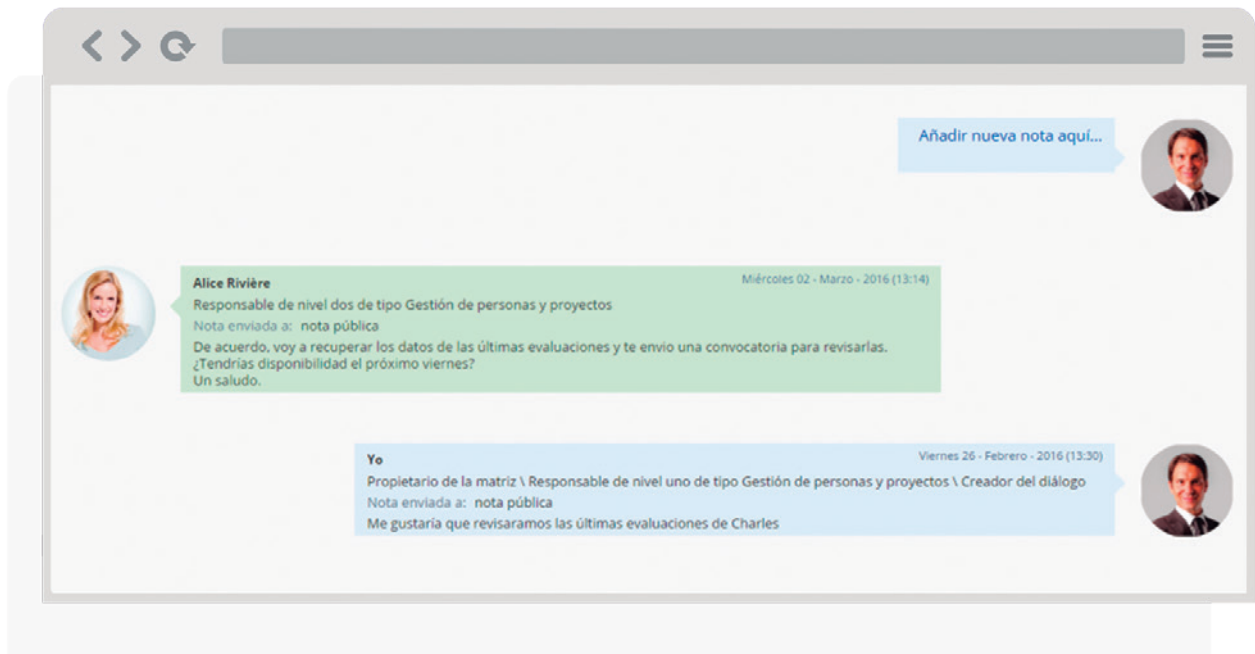 Añadir nueva nota aquí...
Alice Rivière
Miércoles 02 - Marzo - 2016 (13:14)
Responsable de nivel dos de tipo Gestión de personas y proyectos
Nota enviada a: nota pública
De acuerdo, voy a recuperar los datos de las últimas evaluaciones y te envio una convocatoria para revisarlas.
¿Tendrías disponibilidad el próximo viernes?
Un saludo.
Yo
Viernes 26 - Febrero - 2016 (13:30)
Propietario de la matriz \ Responsable de nivel uno de tipo Gestión de personas y proyectos \ Creador del diálogo
Nota enviada a: nota pública
Me gustaría que revisaramos las últimas evaluaciones de Charles